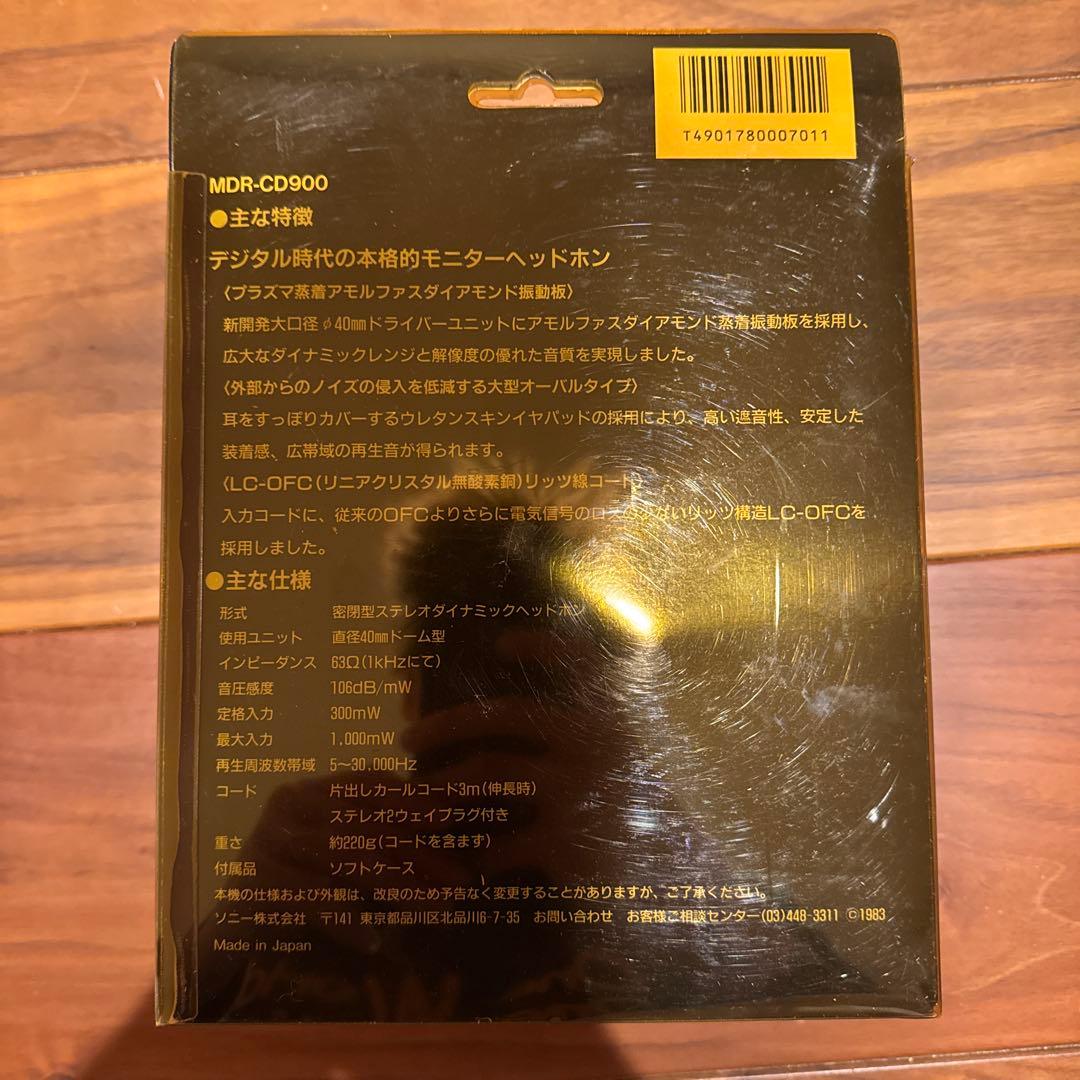 T4901780007011
MDR-CD900
●主な特徴
デジタル時代の本格的モニターヘッドホン
〈プラズマ蒸着アモルファスダイアモンド振動板〉
新開発大口径φ40㎜ドライバーユニットにアモルファスダイアモンド蒸着振動板を採用し、
広大なダイナミックレンジと解像度の優れた音質を実現しました。
〈外部からのノイズの侵入を低減する大型オーバルタイプ〉
耳をすっぽりカバーするウレタンスキンイヤパッドの採用により、高い遮音性、安定した
装着感、広帯域の再生音が得られます。
〈LC-OFC(リニアクリスタル無酸素銅)リッツ線コード〉
入力コードに、従来のOFCよりさらに電気信号のロスの少ないリッツ構造LC-OFCを
採用しました。
●主な仕様
形式 密閉型ステレオダイナミックヘッドホン
使用ユニット 直径40㎜ドーム型
インピーダンス 63Ω(1kHzにて)
音圧感度 106dB/mW
定格入力 300mW
最大入力 1,000mW
再生周波数帯域 5〜30,000Hz
コード 片出しカールコード3m(伸長時)
ステレオ2ウェイプラグ付き
重さ 約220g(コードを含まず)
付属品 ソフトケース
本機の仕様および外観は、改良のため予告なく変更することがありますが、ご了承ください。
ソニー株式会社 〒141 東京都品川区北品川6-7-35 お問い合わせ お客様ご相談センター(03)448-3311 ©1983
Made in Japan